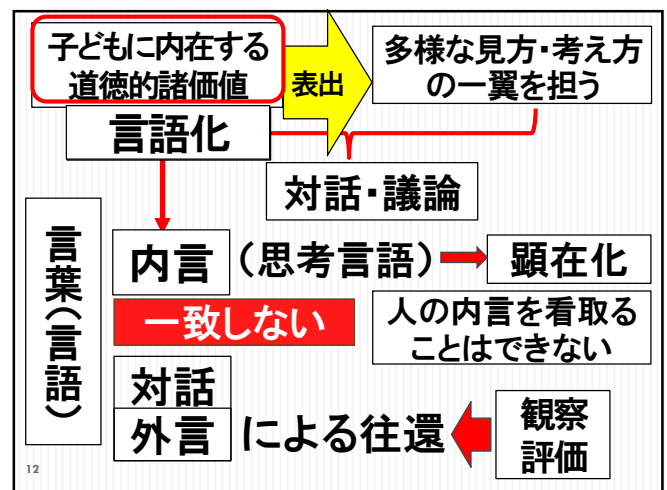 子どもに内在する
道徳的諸価値
表出
多様な見方・考え方
の一翼を担う
言語化
対話・議論
言葉(言語)
内言(思考言語)
顕在化
一致しない
人の内言を看取る
ことはできない
対話
外言による往還
観察
評価
12